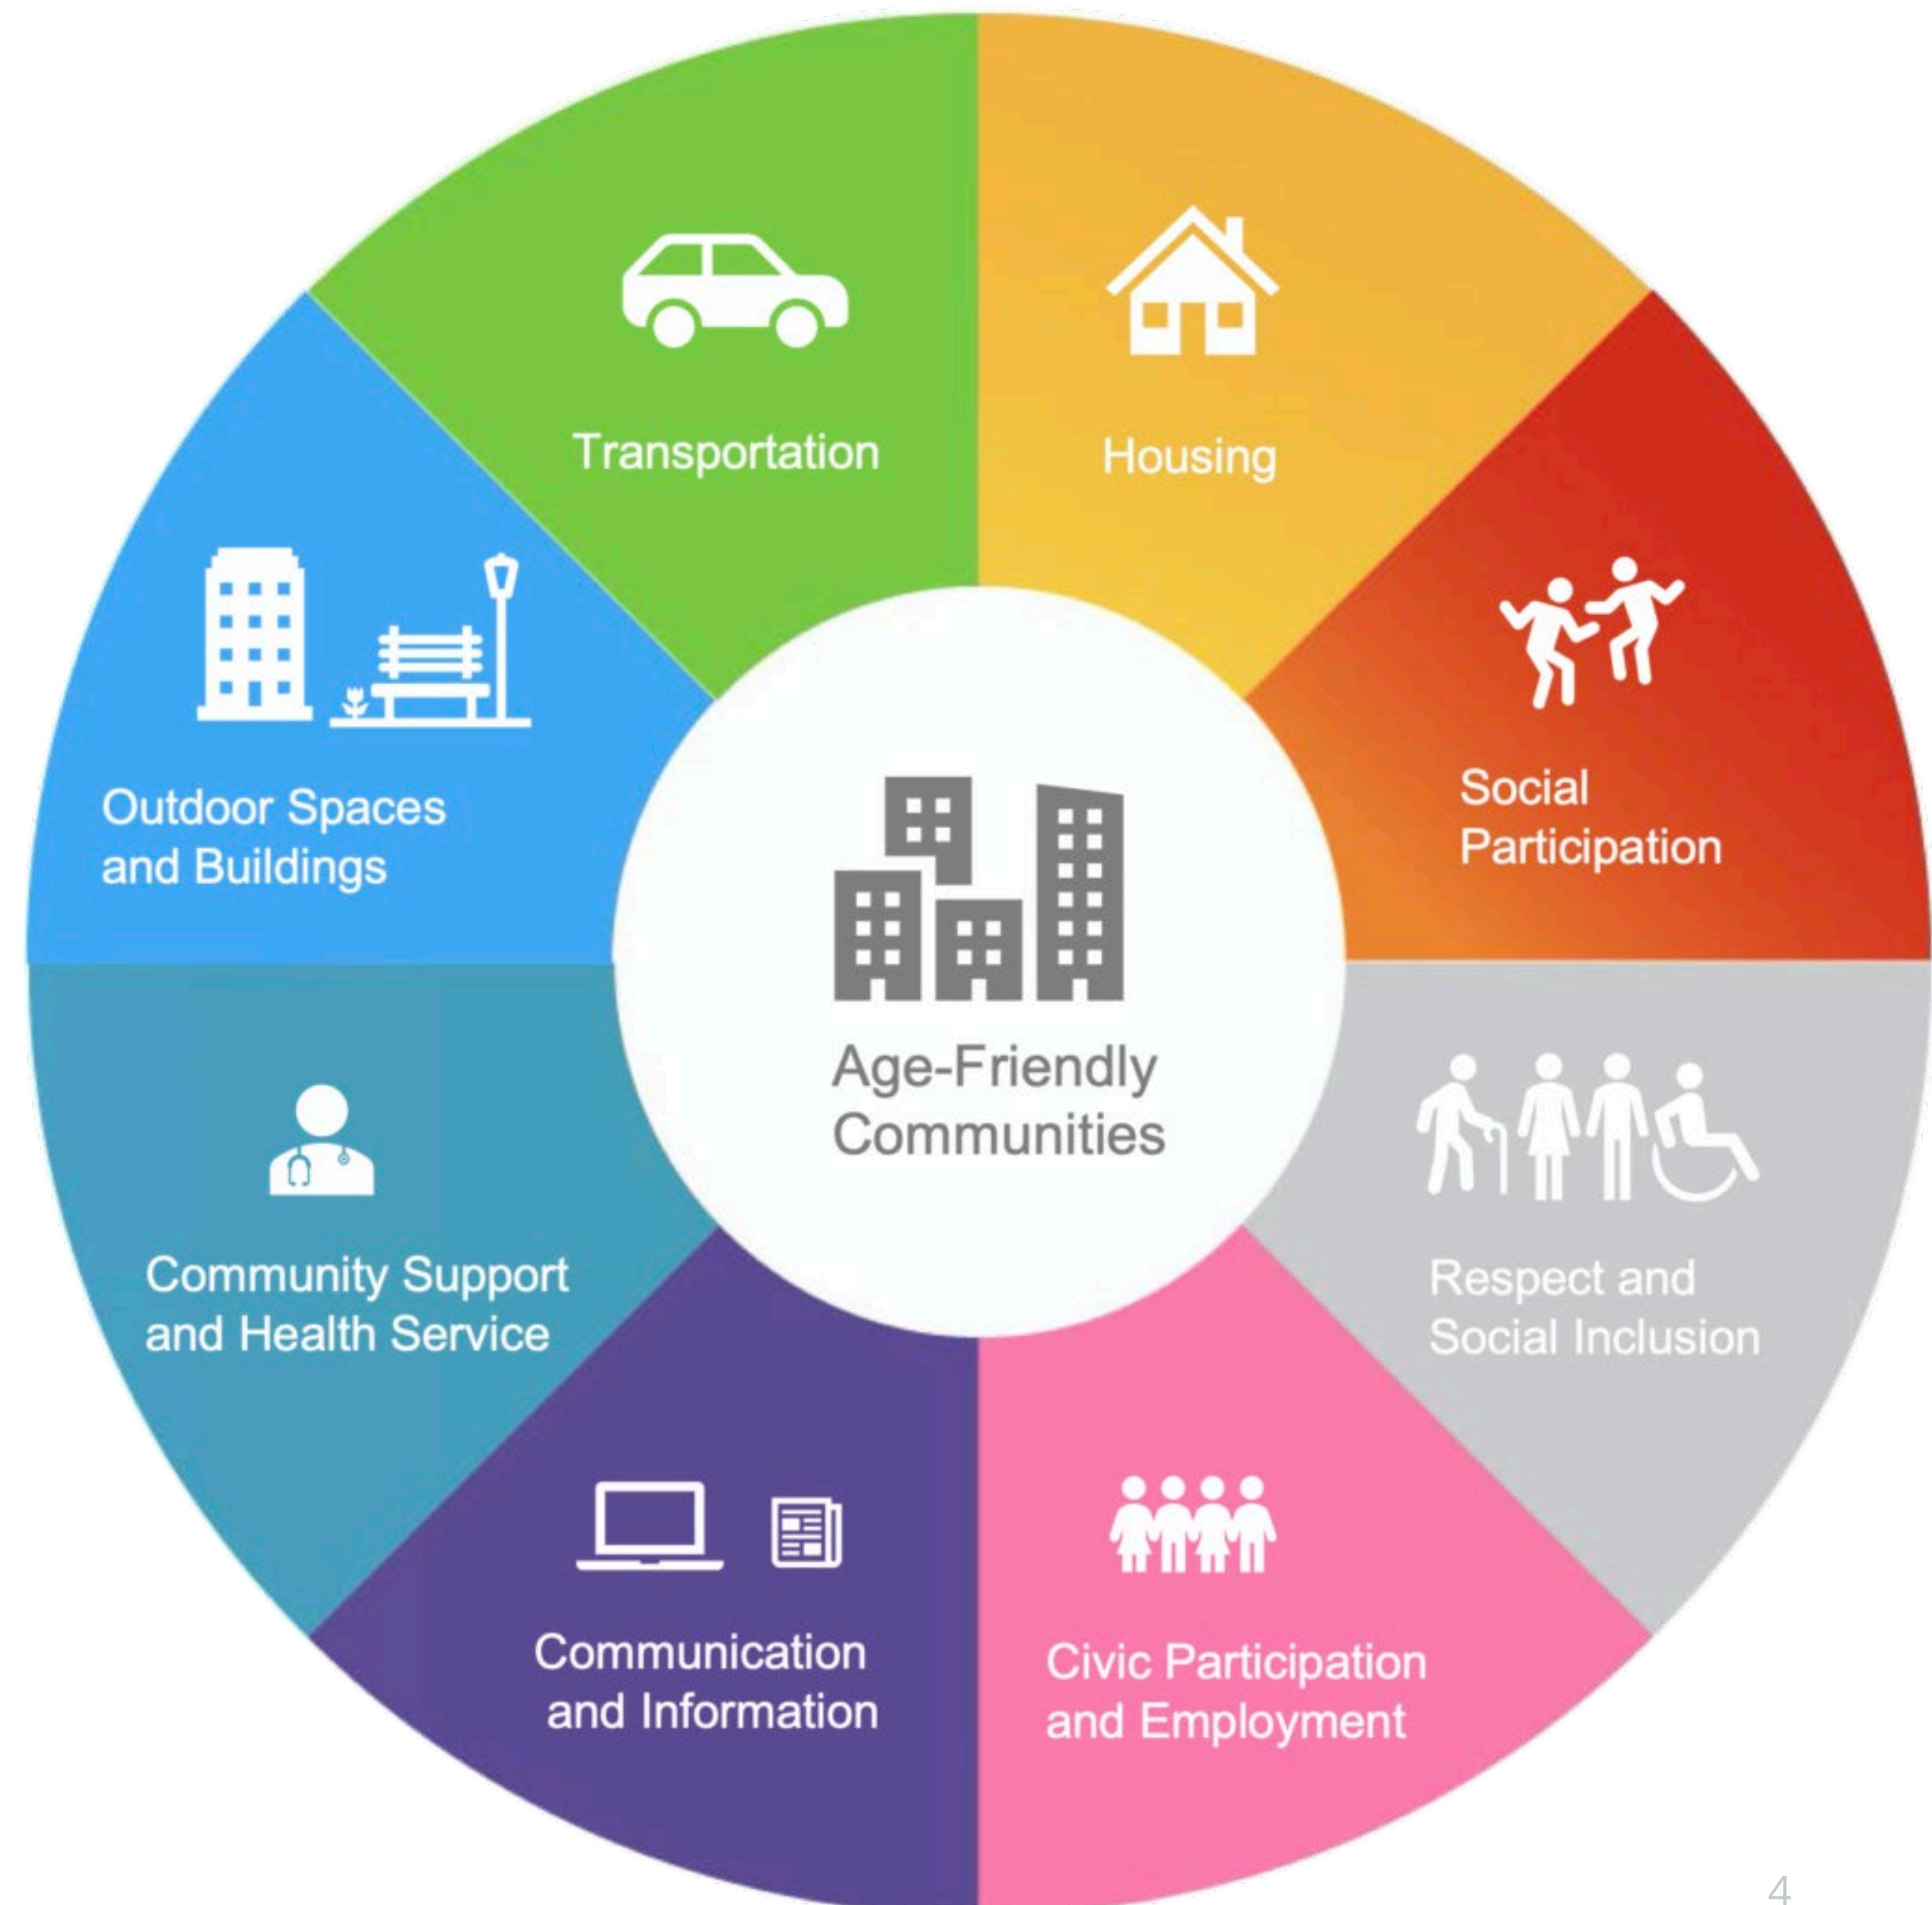 Transportation
Housing
Social
Participation
Outdoor Spaces
and Buildings
Age-Friendly
Communities
Community Support
and Health Service
Respect and
Social Inclusion
Communication
and Information
Civic Participation
and Employment
4